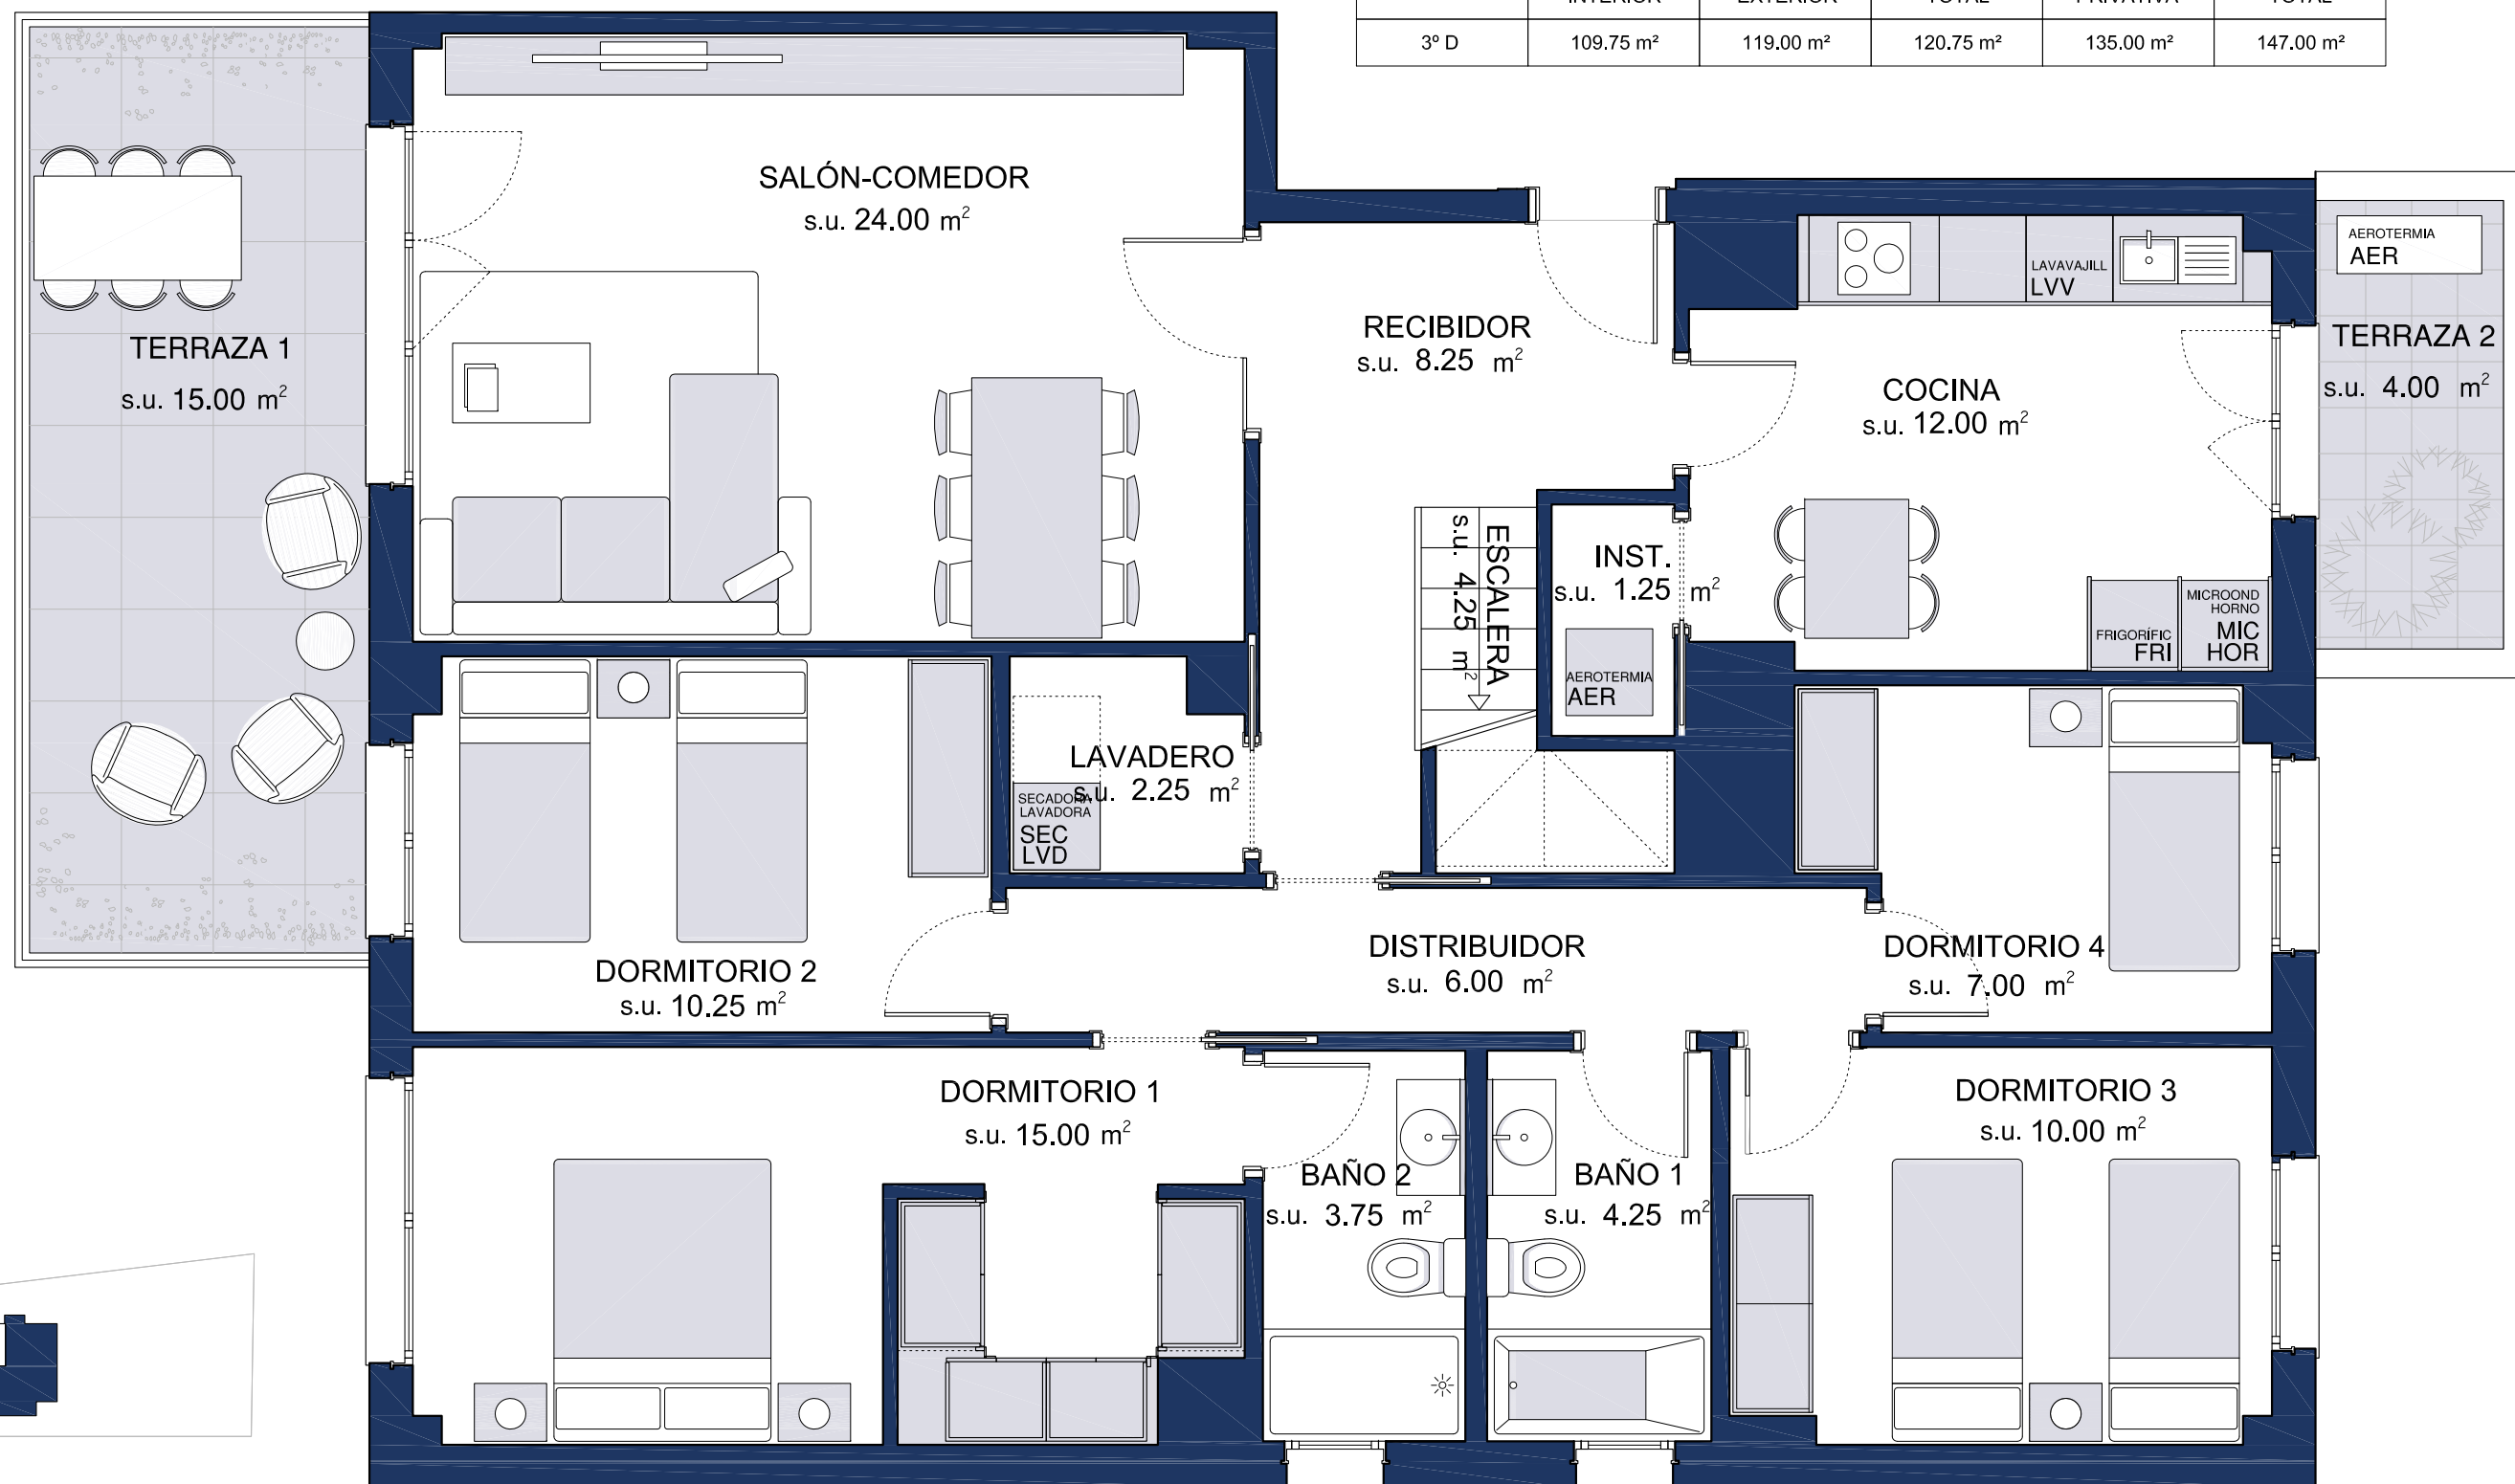 INTERIOR EXTERIOR TOTAL PRIVATIVA TOTAL
3º D 109.75 m² 119.00 m² 120.75 m² 135.00 m² 147.00 m²
SALÓN-COMEDOR
s.u. 24.00 m²
TERRAZA 1
s.u. 15.00 m²
RECIBIDOR
s.u. 8.25 m²
LAVAVAJILL
LVV
COCINA
s.u. 12.00 m²
AEROTERMIA
AER
TERRAZA 2
s.u. 4.00 m²
ESCALERA
s.u. 4.25 m²
INST.
s.u. 1.25 m²
AEROTERMIA
AER
FRIGORÍFIC
FRI
MICROOND
HORNO
MIC
HOR
LAVADERO
s.u. 2.25 m²
SECADORA
LAVADORA
SEC
LVD
DORMITORIO 2
s.u. 10.25 m²
DISTRIBUIDOR
s.u. 6.00 m²
DORMITORIO 4
s.u. 7.00 m²
DORMITORIO 1
s.u. 15.00 m²
BAÑO 2
s.u. 3.75 m²
BAÑO 1
s.u. 4.25 m²
DORMITORIO 3
s.u. 10.00 m²